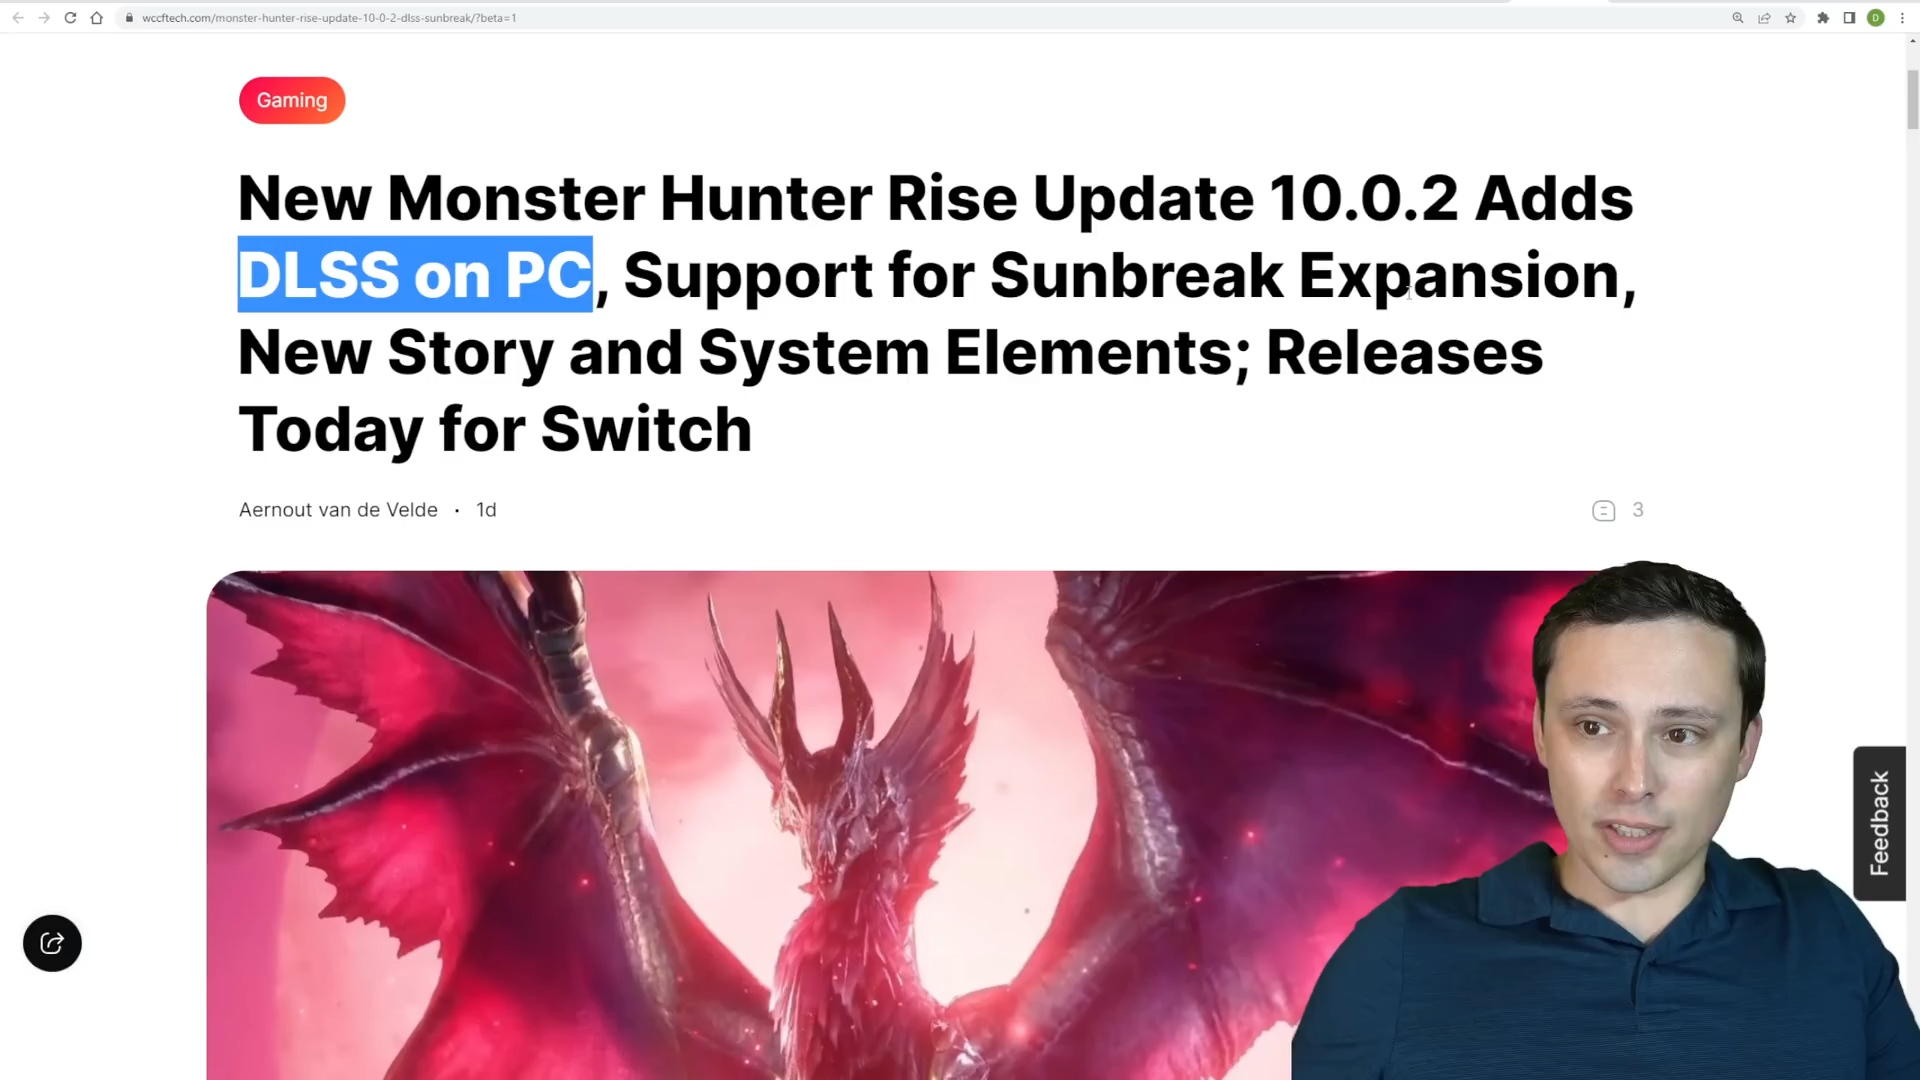 wccftech.com/monster-hunter-rise-update-10-0-2-dlss-sunbreak/?beta=1
D
Gaming
New Monster Hunter Rise Update 10.0.2 Adds
DLSS on PC, Support for Sunbreak Expansion,
New Story and System Elements; Releases
Today for Switch
Aernout van de Velde • 1d
3
Feedback